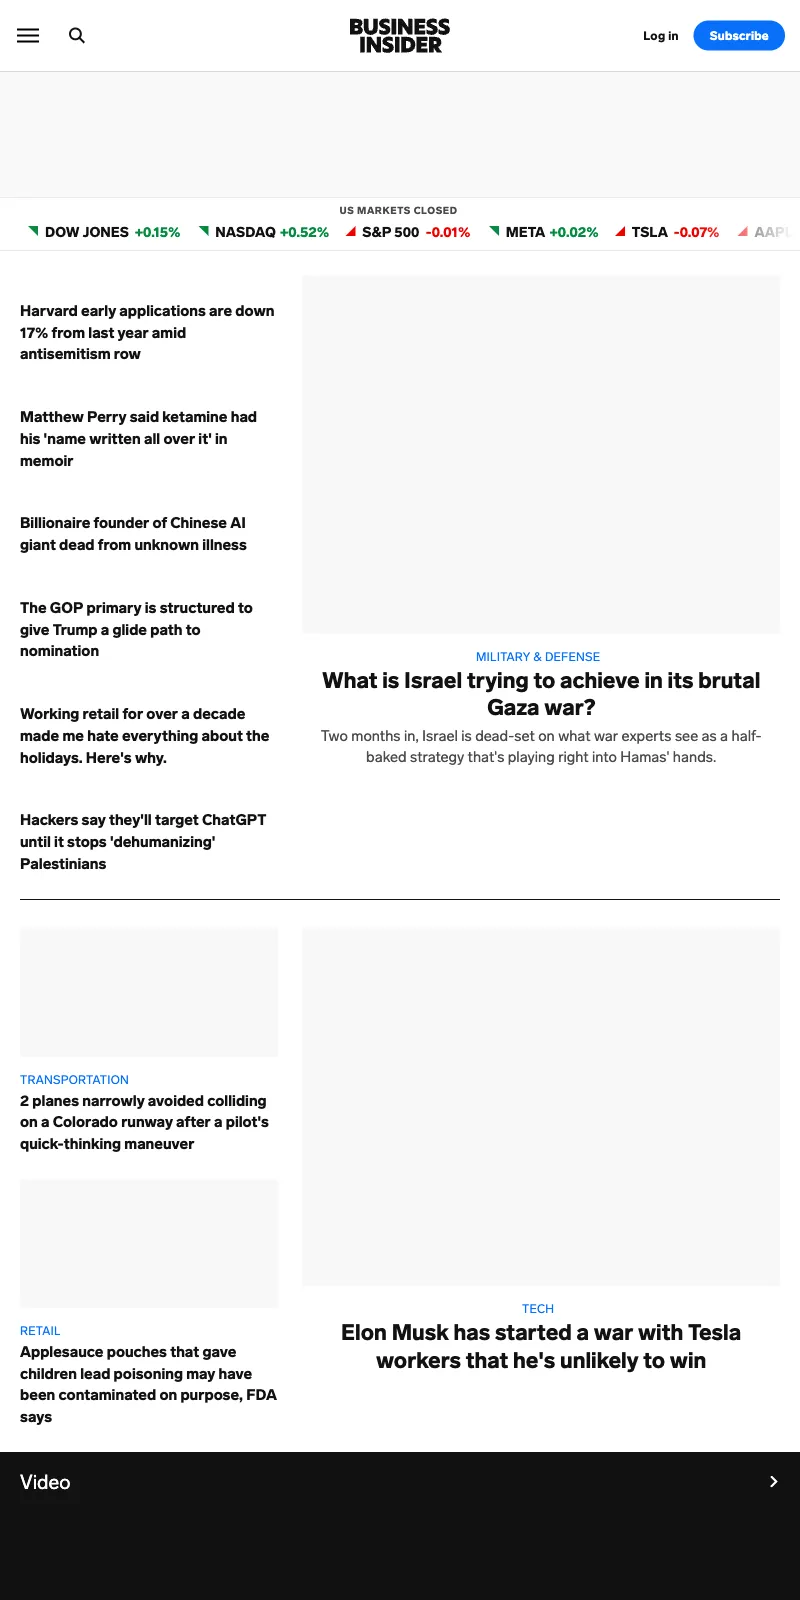 BUSINESS
INSIDER
Log in
Subscribe
US MARKETS CLOSED
DOW JONES +0.15% NASDAQ +0.52% S&P 500 -0.01% META +0.02% TSLA -0.07% AAPL
Harvard early applications are down
17% from last year amid
antisemitism row
Matthew Perry said ketamine had
his 'name written all over it' in
memoir
Billionaire founder of Chinese AI
giant dead from unknown illness
The GOP primary is structured to
give Trump a glide path to
nomination
Working retail for over a decade
made me hate everything about the
holidays. Here's why.
Hackers say they'll target ChatGPT
until it stops 'dehumanizing'
Palestinians
MILITARY & DEFENSE
What is Israel trying to achieve in its brutal
Gaza war?
Two months in, Israel is dead-set on what war experts see as a half-
baked strategy that's playing right into Hamas' hands.
TRANSPORTATION
2 planes narrowly avoided colliding
on a Colorado runway after a pilot's
quick-thinking maneuver
RETAIL
Applesauce pouches that gave
children lead poisoning may have
been contaminated on purpose, FDA
says
TECH
Elon Musk has started a war with Tesla
workers that he's unlikely to win
Video